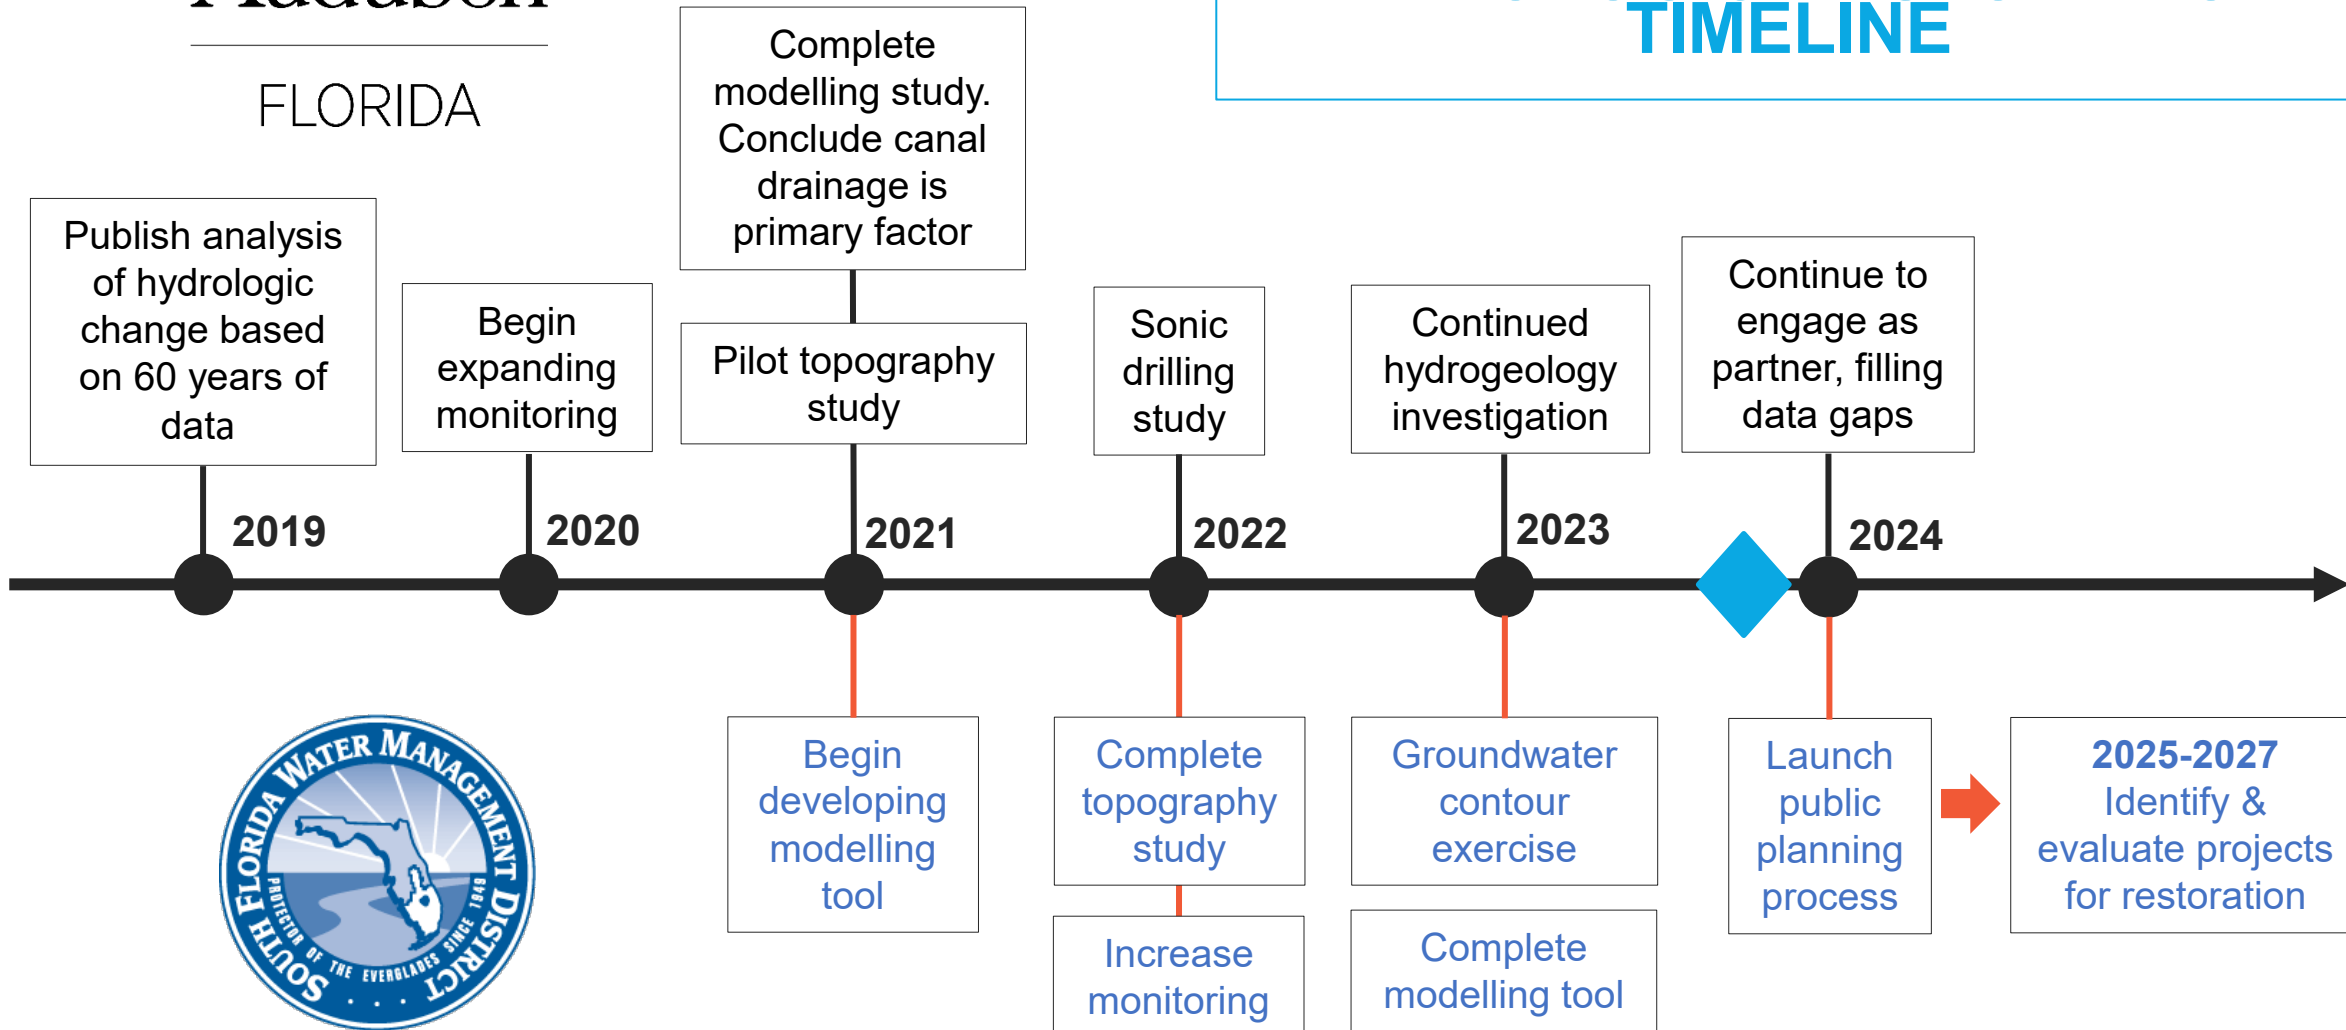 Audubon
FLORIDA
TIMELINE
Complete
modelling study.
Conclude canal
drainage is
primary factor
Publish analysis
of hydrologic
change based
on 60 years of
data
Begin
expanding
monitoring
Pilot topography
study
Sonic
drilling
study
Continued
hydrogeology
investigation
Continue to
engage as
partner, filling
data gaps
2019
2020
2021
2022
2023
2024
SOUTH FLORIDA WATER MANAGEMENT DISTRICT
PROTECTOR OF THE EVERGLADES SINCE 1949
Begin
developing
modelling
tool
Complete
topography
study
Increase
monitoring
Groundwater
contour
exercise
Complete
modelling tool
Launch
public
planning
process
2025-2027
Identify &
evaluate projects
for restoration